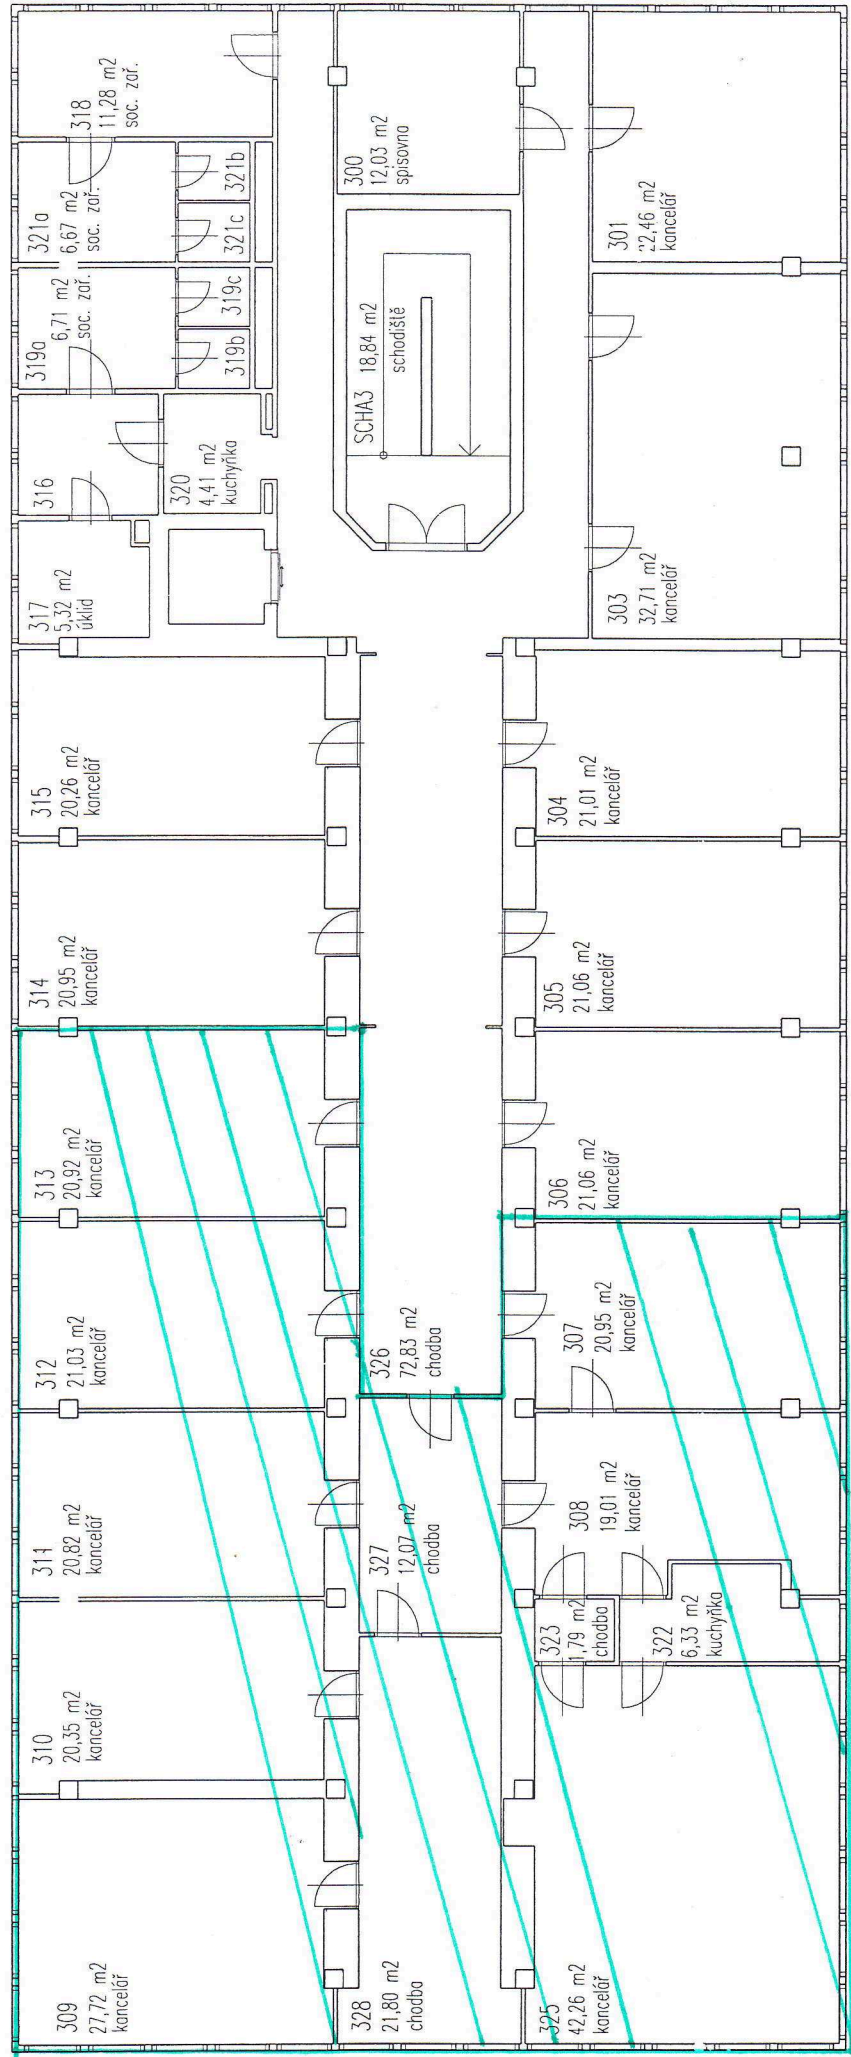 318
11,28 m2
soc. zař.
321a
6,67 m2
soc. zař.
321b
321c
319a
6,71 m2
soc. zař.
319c
319b
316
320
4,41 m2
kuchyňka
317
5,32 m2
úklid
300
12,03 m2
spisovna
SCHA3
18,84 m2
schodiště
301
22,46 m2
kancelář
303
32,71 m2
kancelář
315
20,26 m2
kancelář
304
21,01 m2
kancelář
314
20,95 m2
kancelář
305
21,06 m2
kancelář
313
20,92 m2
kancelář
306
21,06 m2
kancelář
312
21,03 m2
kancelář
326
72,83 m2
chodba
307
20,95 m2
kancelář
311
20,82 m2
kancelář
327
12,07 m2
chodba
308
19,01 m2
kancelář
310
20,35 m2
kancelář
323
1,79 m2
chodba
322
6,33 m2
kuchyňka
309
27,72 m2
kancelář
328
21,80 m2
chodba
325
42,26 m2
kancelář